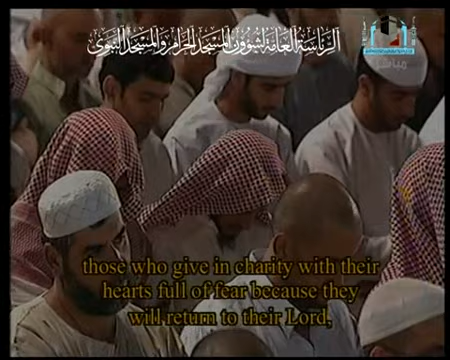 الرئاسة العامة لشؤون المسجد الحرام والمسجد النبوي
مباشر
those who give in charity with their
hearts full of fear because they
will return to their Lord,